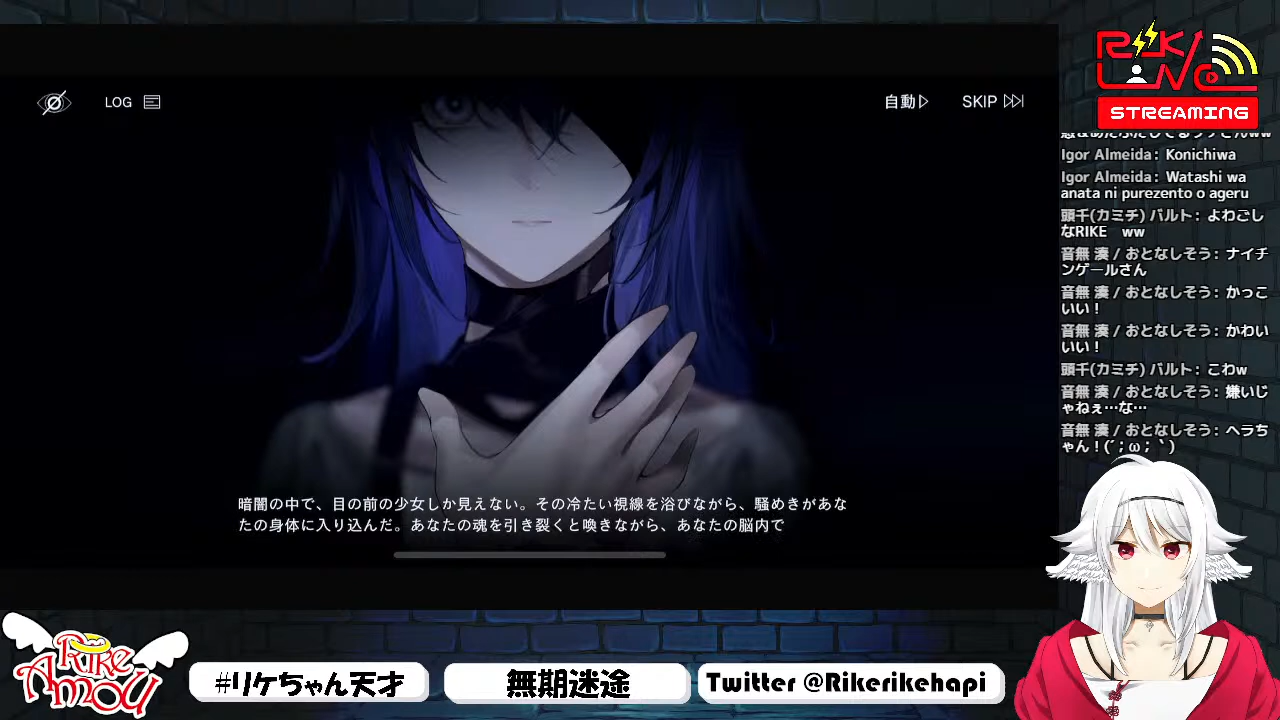 LOG
自動
SKIP
暗闇の中で、目の前の少女しか見えない。その冷たい視線を浴びながら、騒めきがあな
たの身体に入り込んだ。あなたの魂を引き裂くと喚きながら、あなたの脳内で
RIKE
LIVE
STREAMING
Igor Almeida: Konichiwa
Igor Almeida: Watashi wa
anata ni purezento o ageru
頭千(カミチ) バルト: よわごし
なRIKE ww
音無 湊 / おとなしそう: ナイチ
ンゲールさん
音無 湊 / おとなしそう: かっこ
いい！
音無 湊 / おとなしそう: かわい
いい！
頭千(カミチ) バルト: こわw
音無 湊 / おとなしそう: 嫌いじ
ゃねぇ…な…
音無 湊 / おとなしそう: ヘラち
ゃん！(´；ω；｀)
Rike
Amou
#リケちゃん天才
無期迷途
Twitter @Rikerikehapi